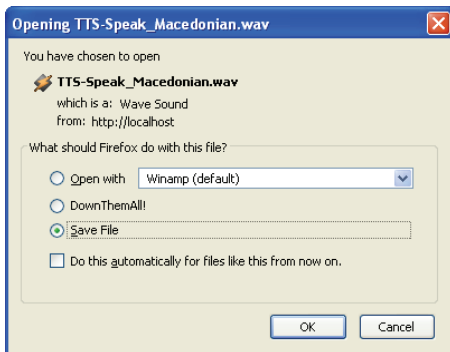 Opening TTS-Speak_Macedonian.wav
You have chosen to open
TTS-Speak_Macedonian.wav
which is a: Wave Sound
from: http://localhost
What should Firefox do with this file?
Open with Winamp (default)
DownThemAll!
Save File
Do this automatically for files like this from now on.
OK Cancel